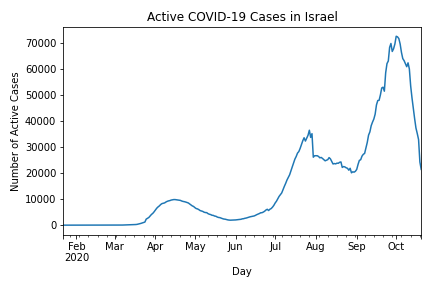 Active COVID-19 Cases in Israel
Number of Active Cases
70000
60000
50000
40000
30000
20000
10000
0
Feb Mar Apr May Jun Jul Aug Sep Oct
2020
Day